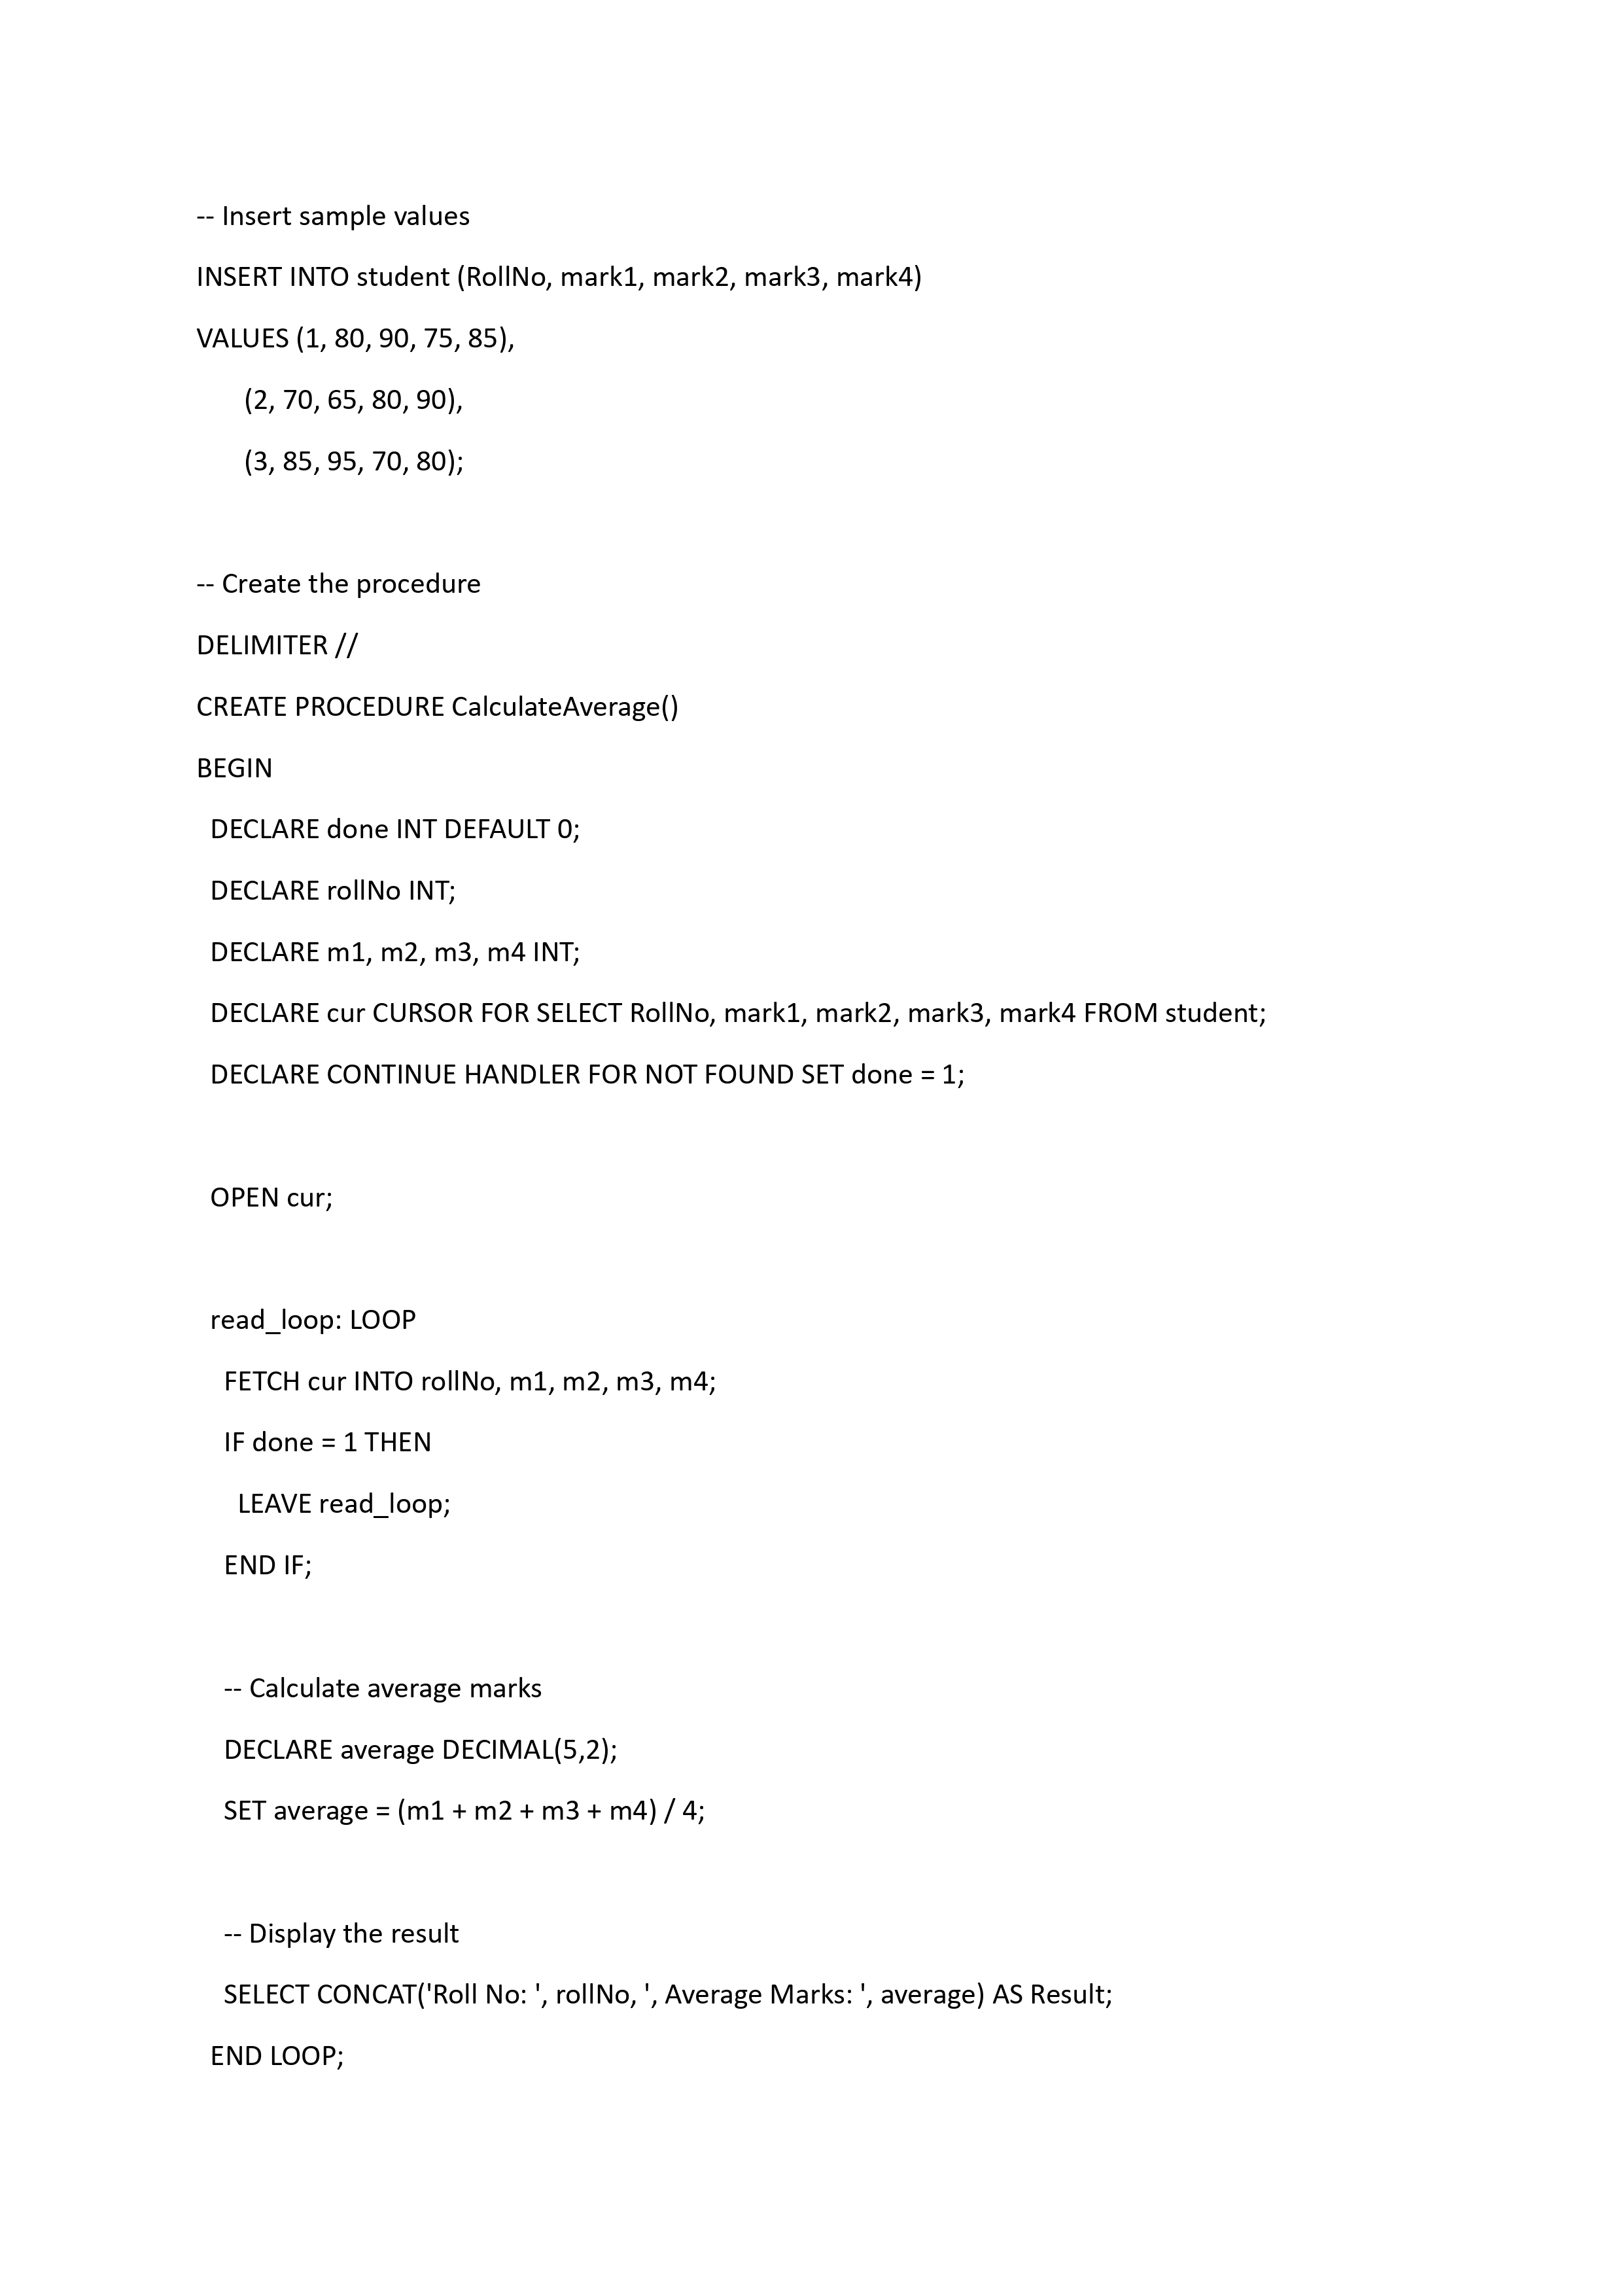 -- Insert sample values
INSERT INTO student (RollNo, mark1, mark2, mark3, mark4)
VALUES (1, 80, 90, 75, 85),
(2, 70, 65, 80, 90),
(3, 85, 95, 70, 80);
-- Create the procedure
DELIMITER //
CREATE PROCEDURE CalculateAverage()
BEGIN
DECLARE done INT DEFAULT 0;
DECLARE rollNo INT;
DECLARE m1, m2, m3, m4 INT;
DECLARE cur CURSOR FOR SELECT RollNo, mark1, mark2, mark3, mark4 FROM student;
DECLARE CONTINUE HANDLER FOR NOT FOUND SET done = 1;
OPEN cur;
read_loop: LOOP
FETCH cur INTO rollNo, m1, m2, m3, m4;
IF done = 1 THEN
LEAVE read_loop;
END IF;
-- Calculate average marks
DECLARE average DECIMAL(5,2);
SET average = (m1 + m2 + m3 + m4) / 4;
-- Display the result
SELECT CONCAT('Roll No: ', rollNo, ', Average Marks: ', average) AS Result;
END LOOP;